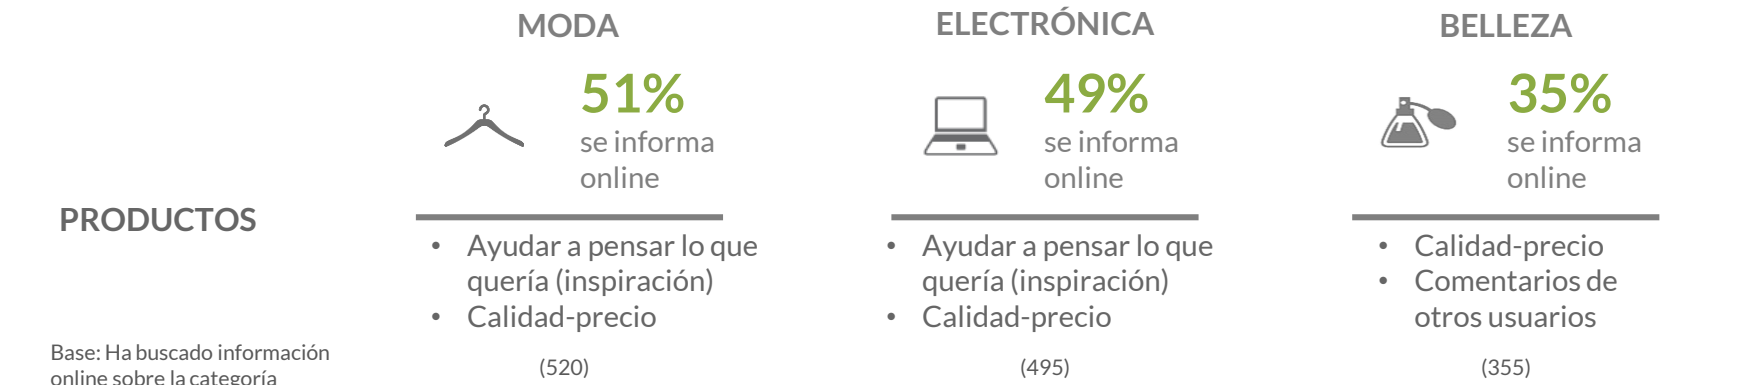 MODA
51%
se informa
online
ELECTRÓNICA
49%
se informa
online
BELLEZA
35%
se informa
online
PRODUCTOS
• Ayudar a pensar lo que
quería (inspiración)
• Calidad-precio
• Ayudar a pensar lo que
quería (inspiración)
• Calidad-precio
• Calidad-precio
• Comentarios de
otros usuarios
Base: Ha buscado información
online sobre la categoría
(520)
(495)
(355)